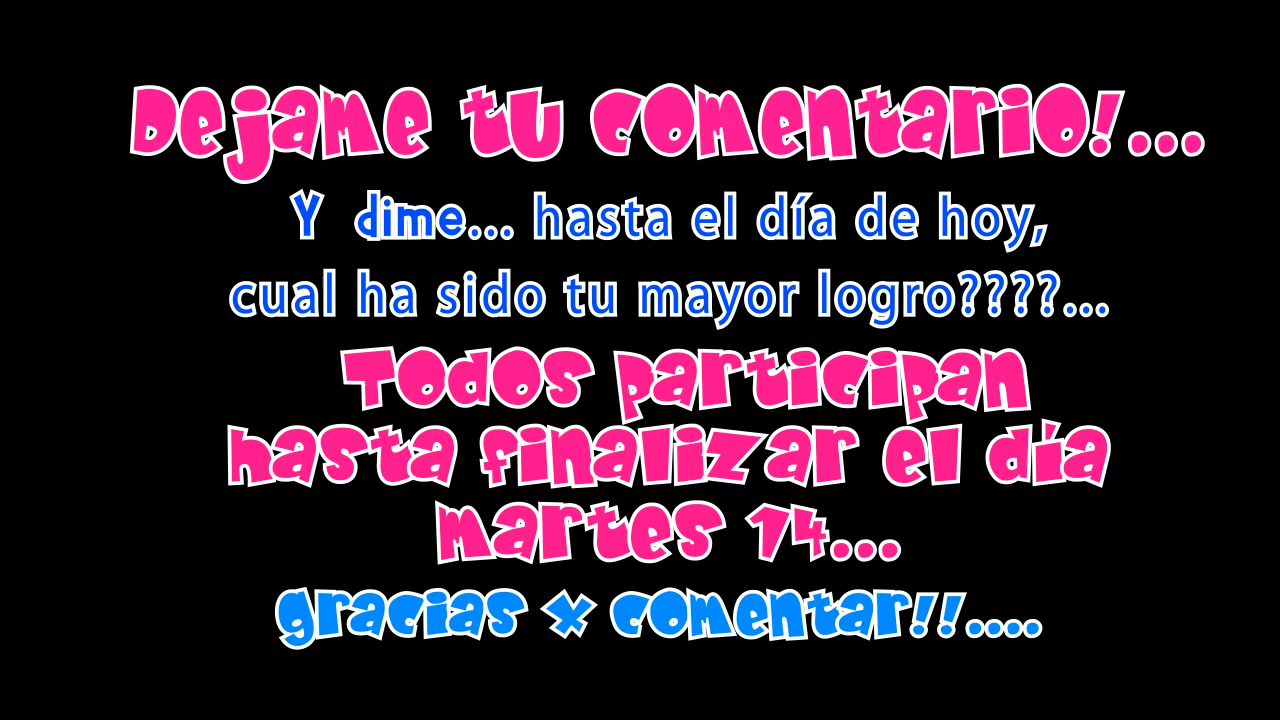 Dejame tu comentario!...
Y dime... hasta el día de hoy,
cual ha sido tu mayor logro????...
Todos participan
hasta finalizar el día
martes 14...
gracias x comentar!!....